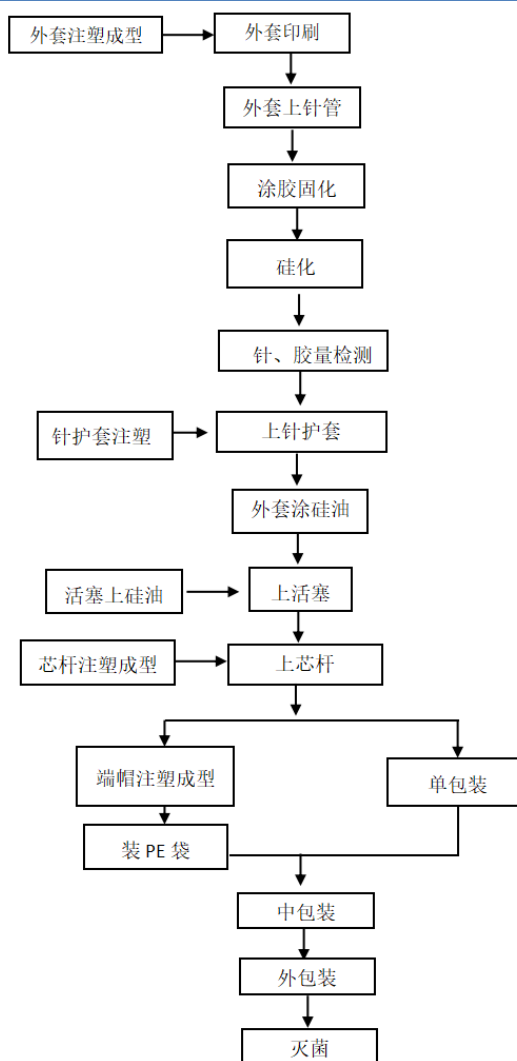 外套注塑成型
外套印刷
外套上针管
涂胶固化
硅化
针、胶量检测
针护套注塑
上针护套
外套涂硅油
活塞上硅油
上活塞
芯杆注塑成型
上芯杆
端帽注塑成型
单包装
装 PE 袋
中包装
外包装
灭菌